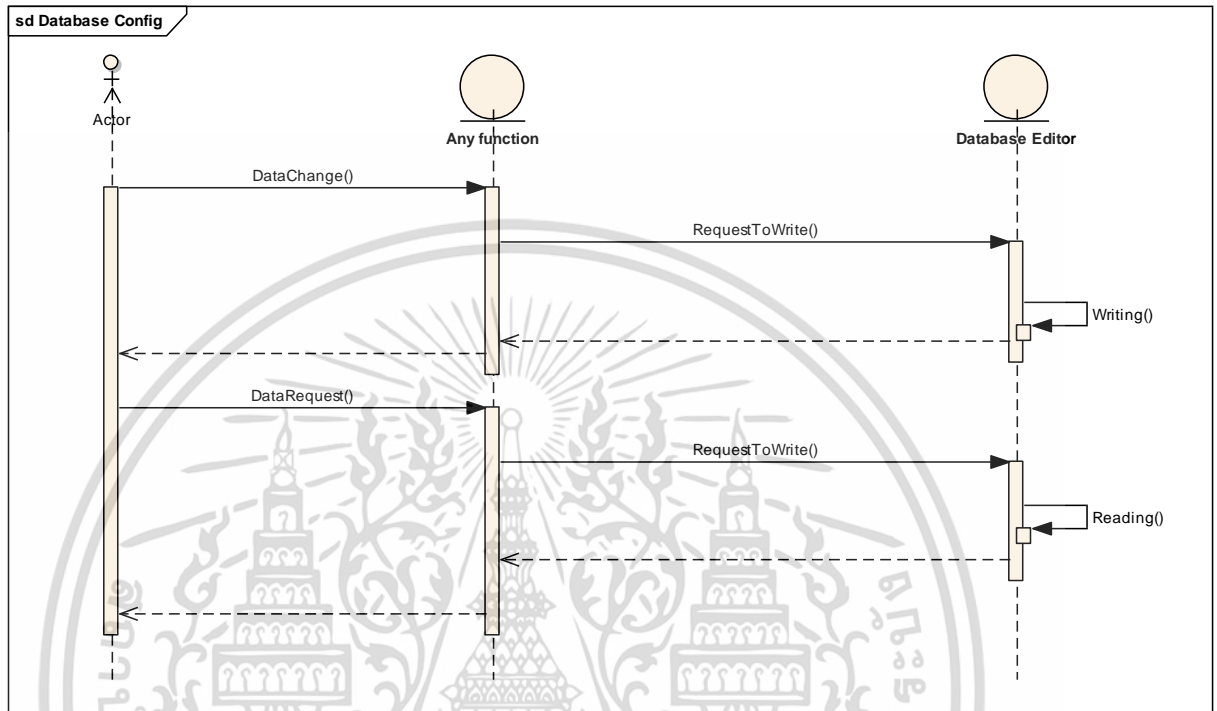 sd Database Config
Actor
Any function
Database Editor
DataChange()
RequestToWrite()
Writing()
DataRequest()
RequestToWrite()
Reading()